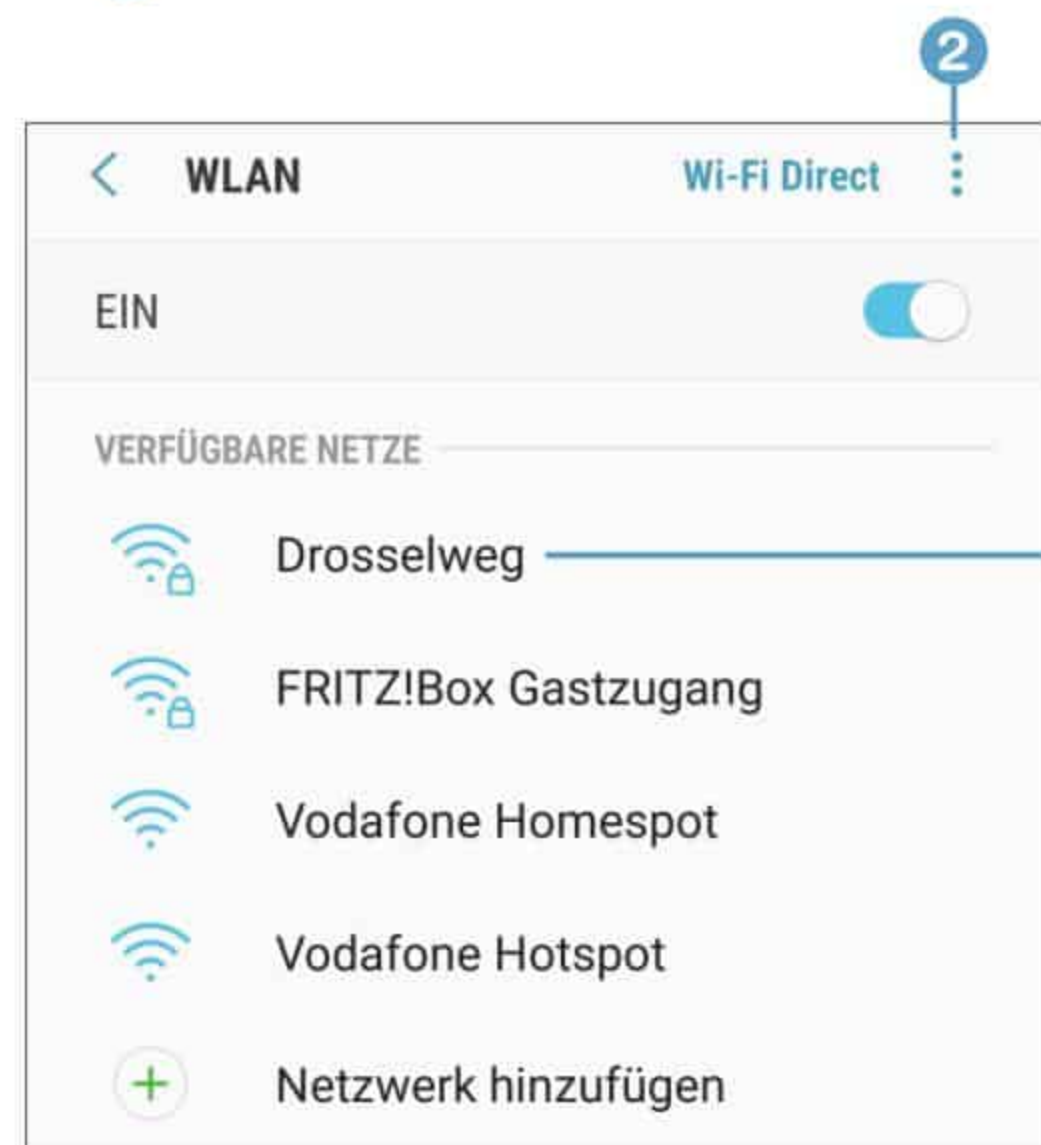 2
WLAN Wi-Fi Direct
EIN
VERFÜGBARE NETZE
Drosselweg
FRITZ!Box Gastzugang
Vodafone Homespot
Vodafone Hotspot
Netzwerk hinzufügen